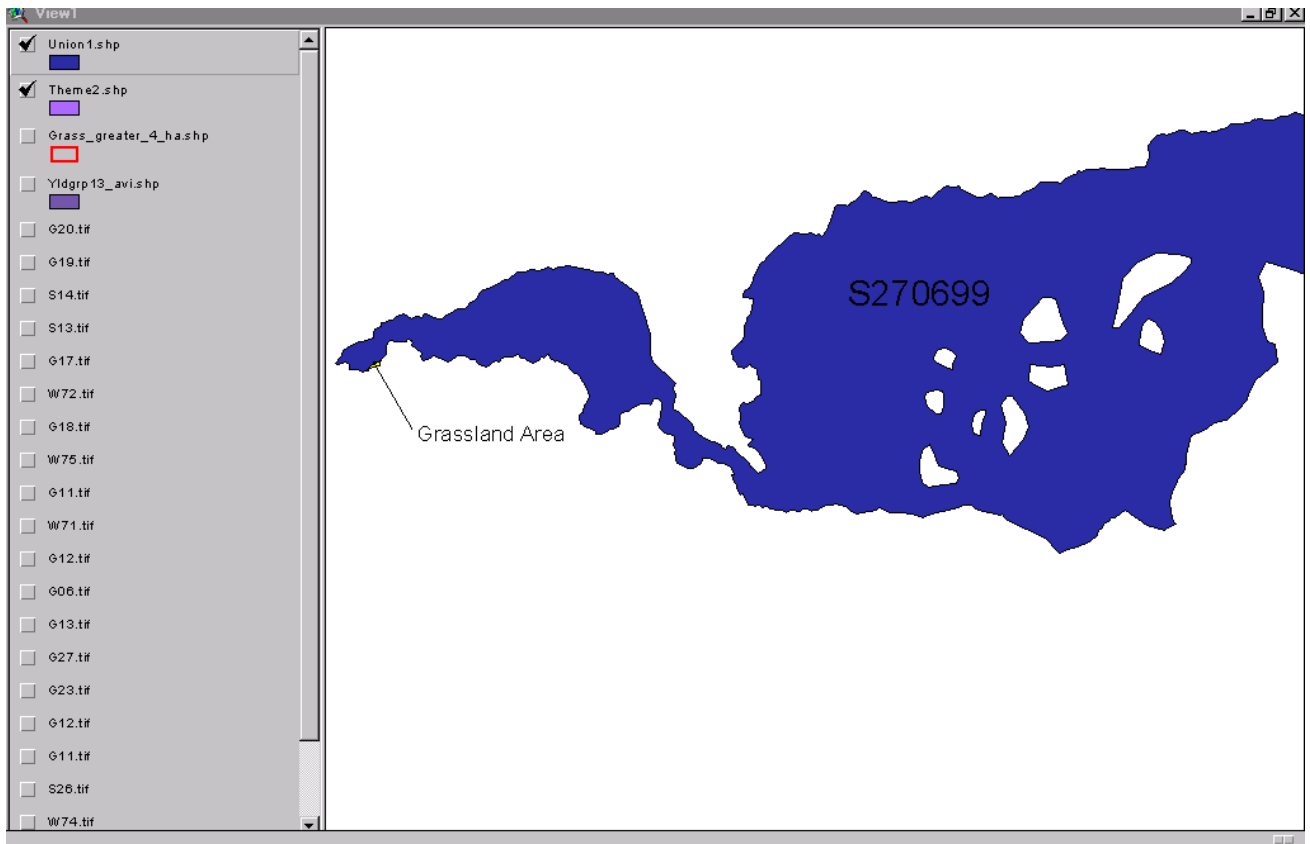 View1
Union1.shp
Theme2.shp
Grass_greater_4_ha.shp
Yldgrp13_avi.shp
G20.tif
G19.tif
S14.tif
S13.tif
G17.tif
W72.tif
G18.tif
W75.tif
G11.tif
W71.tif
G12.tif
G06.tif
G13.tif
G27.tif
G23.tif
G12.tif
G11.tif
S26.tif
W74.tif
S270699
Grassland Area